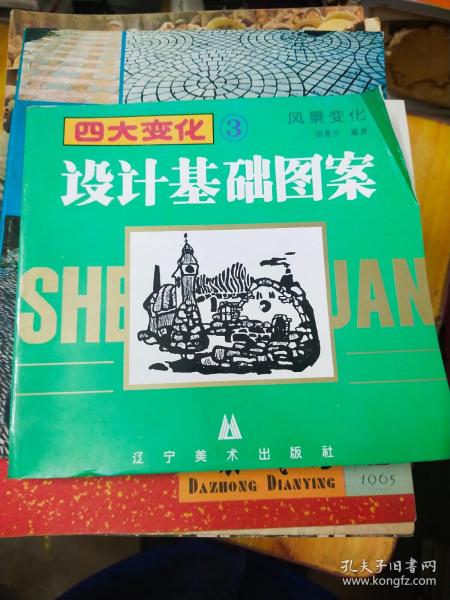 四大变化 3
风景变化
编著
设计基础图案
SHE JUAN
辽宁美术出版社
DAZHONG DIANYING
1965
孔夫子旧书网
www.kongfz.com